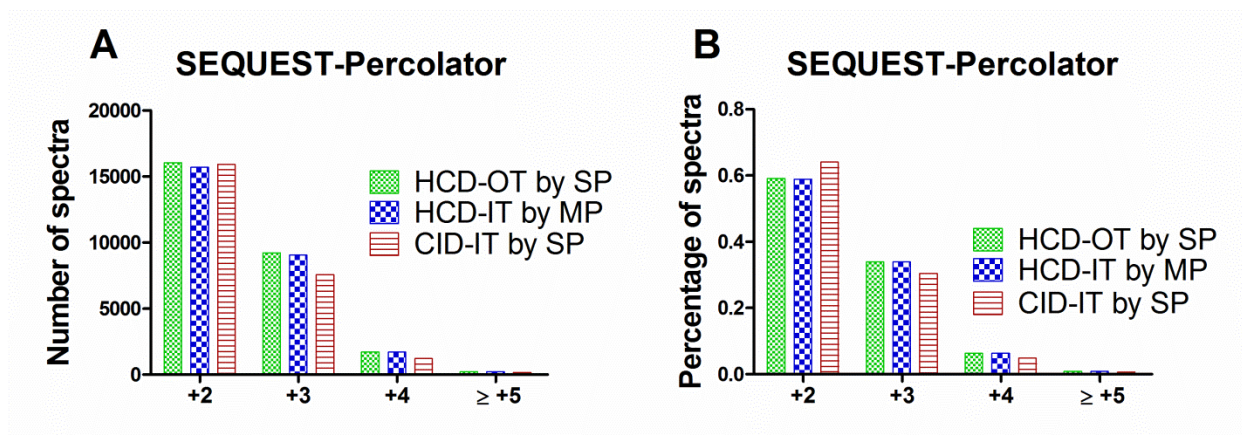 A
SEQUEST-Percolator
Number of spectra
20000
15000
10000
5000
0
+2
+3
+4
≥ +5
HCD-OT by SP
HCD-IT by MP
CID-IT by SP
B
SEQUEST-Percolator
Percentage of spectra
0.8
0.6
0.4
0.2
0.0
+2
+3
+4
≥ +5
HCD-OT by SP
HCD-IT by MP
CID-IT by SP